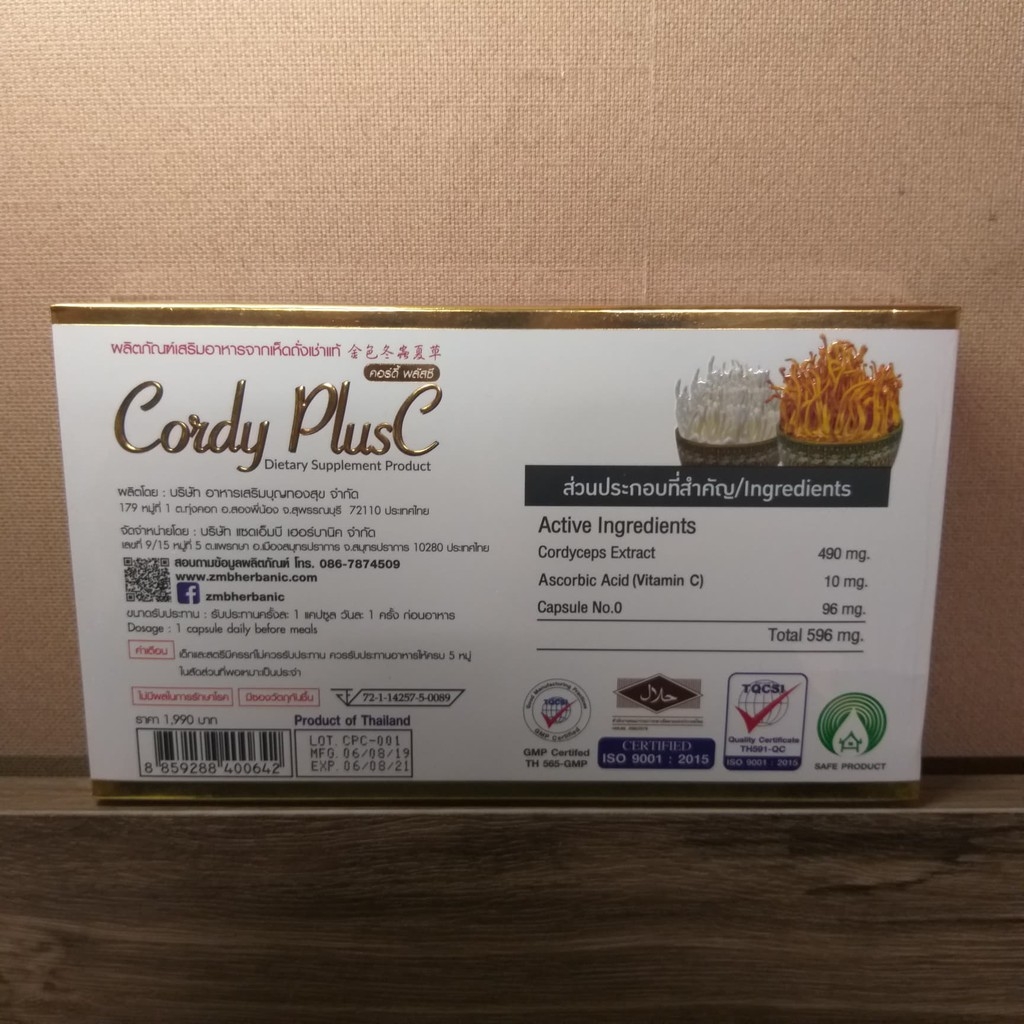 ผลิตภัณฑ์เสริมอาหารจากเห็ดถั่งเช่าแท้ 金色冬蟲夏草
คอร์ดี้ พลัสซี
Cordy PlusC
Dietary Supplement Product
ผลิตโดย : บริษัท อาหารเสริมบุญทองสุข จำกัด
179 หมู่ที่ 1 ต.ทุ่งคอก อ.สองพี่น้อง จ.สุพรรณบุรี 72110 ประเทศไทย
จัดจำหน่ายโดย : บริษัท แซดเอ็มบี เฮอร์บานิค จำกัด
เลขที่ 9/15 หมู่ที่ 5 ต.แพรกษา อ.เมืองสมุทรปราการ จ.สมุทรปราการ 10280 ประเทศไทย
สอบถามข้อมูลผลิตภัณฑ์ โทร. 086-7874509
www.zmbherbanic.com
zmbherbanic
ขนาดรับประทาน : รับประทานครั้งละ 1 แคปซูล วันละ 1 ครั้ง ก่อนอาหาร
Dosage : 1 capsule daily before meals
คำเตือน เด็กและสตรีมีครรภ์ไม่ควรรับประทาน ควรรับประทานอาหารให้ครบ 5 หมู่
ในสัดส่วนที่พอเหมาะเป็นประจำ
ไม่มีผลในการรักษาโรค มีซองวัตถุกันชื้น 72-1-14257-5-0089
ราคา 1,990 บาท Product of Thailand
8 859288 400642
LOT. CPC-001
MFG. 06/08/19
EXP. 06/08/21
ส่วนประกอบที่สำคัญ/Ingredients
Active Ingredients
Cordyceps Extract 490 mg.
Ascorbic Acid (Vitamin C) 10 mg.
Capsule No.0 96 mg.
Total 596 mg.
Good Manufacturing Practice
TQCSI
GMP Certified
GMP Certifed
TH 565-GMP
حلال
CERTIFIED
ISO 9001 : 2015
TQCSI
Quality Certificate
TH591-QC
ISO 9001 : 2015
SAFE PRODUCT